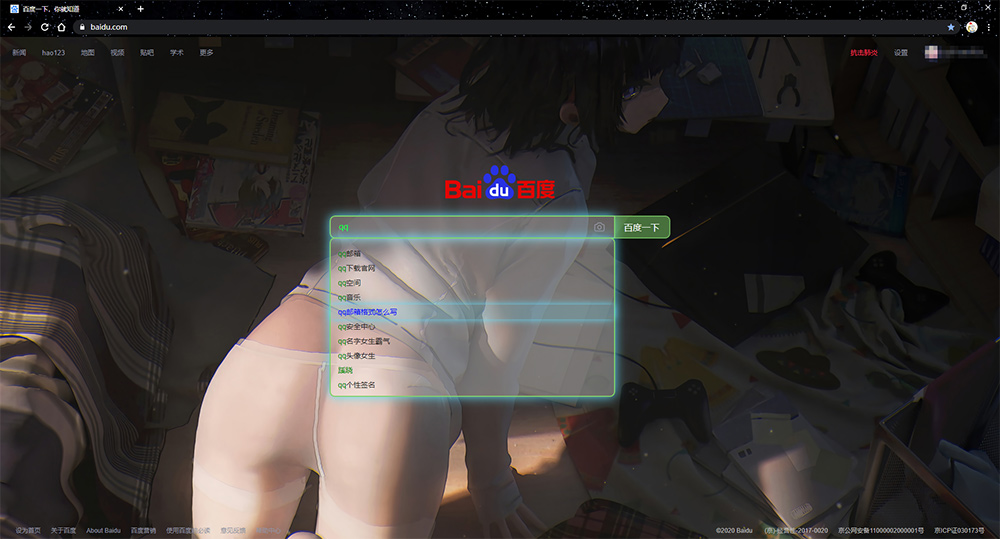 百度一下，你就知道
baidu.com
新闻 hao123 地图 视频 贴吧 学术 更多
抗击肺炎 设置
Bai du 百度
qq 百度一下
qq邮箱
qq下载官网
qq空间
qq音乐
qq邮箱格式怎么写
qq安全中心
qq名字女生霸气
qq头像女生
qq个性签名
设为首页 关于百度 About Baidu 百度营销 使用百度前必读 意见反馈
©2020 Baidu (京)-经营性-2017-0020 京公网安备11000002000001号 京ICP证030173号